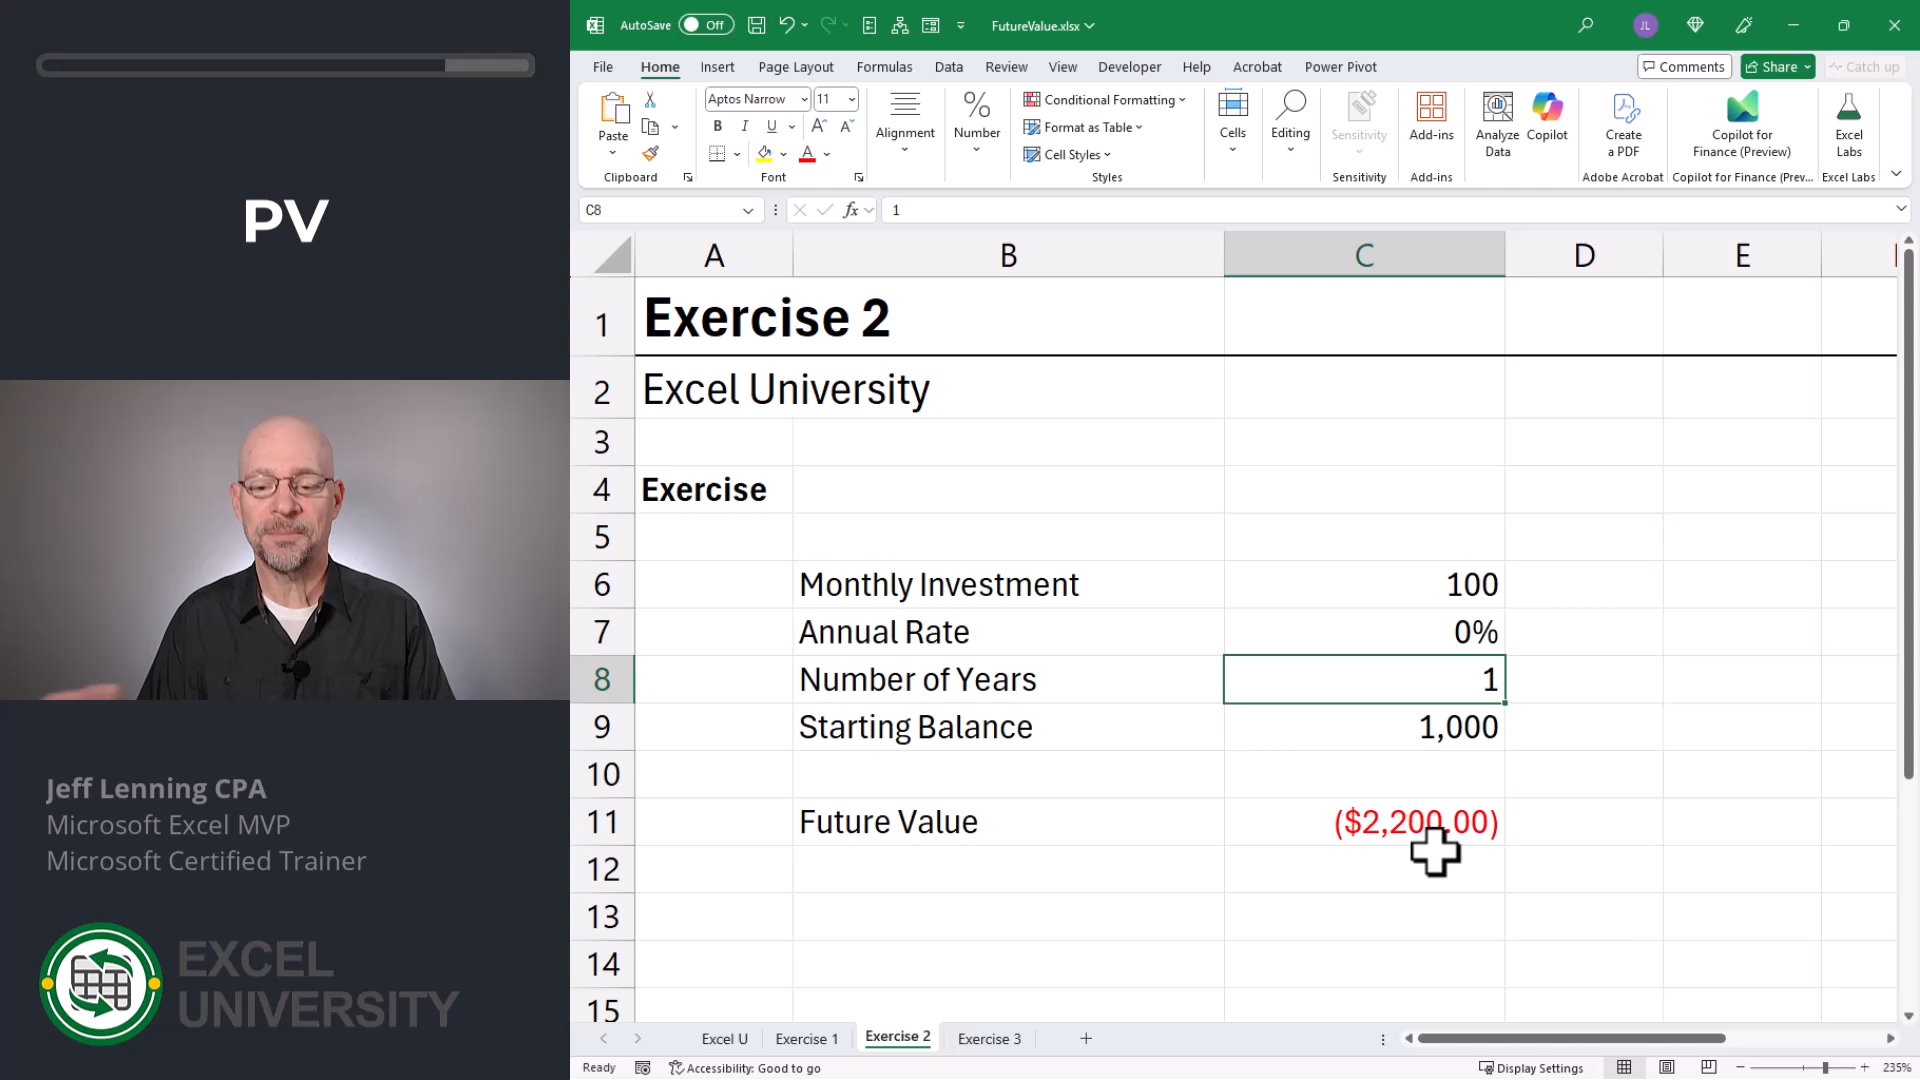 PV
Jeff Lenning CPA
Microsoft Excel MVP
Microsoft Certified Trainer
EXCEL
UNIVERSITY
AutoSave Off FutureValue.xlsx JL
File Home Insert Page Layout Formulas Data Review View Developer Help Acrobat Power Pivot Comments Share Catch up
Paste Aptos Narrow 11 B I U A A A Alignment Number Conditional Formatting Format as Table Cell Styles Cells Editing Sensitivity Add-ins Analyze Data Copilot Create a PDF Copilot for Finance (Preview) Excel Labs
Clipboard Font Styles Sensitivity Add-ins Adobe Acrobat Copilot for Finance (Prev... Excel Labs
C8 fx 1
A B C D E
1 Exercise 2
2 Excel University
3
4 Exercise
5
6 Monthly Investment 100
7 Annual Rate 0%
8 Number of Years 1
9 Starting Balance 1,000
10
11 Future Value ($2,200.00)
12
13
14
15
Excel U Exercise 1 Exercise 2 Exercise 3
Ready Accessibility: Good to go Display Settings 235%